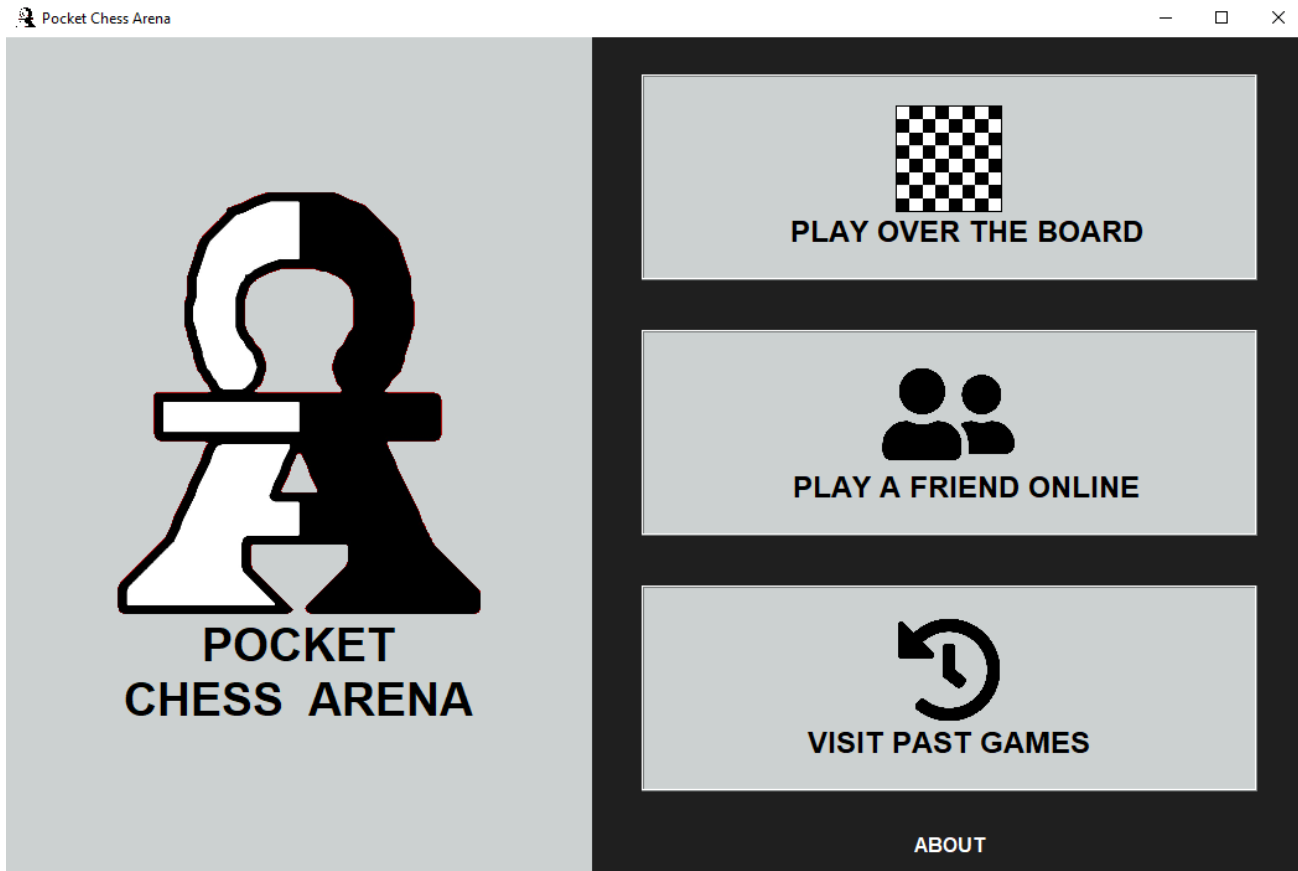 Pocket Chess Arena
POCKET
CHESS ARENA
PLAY OVER THE BOARD
PLAY A FRIEND ONLINE
VISIT PAST GAMES
ABOUT